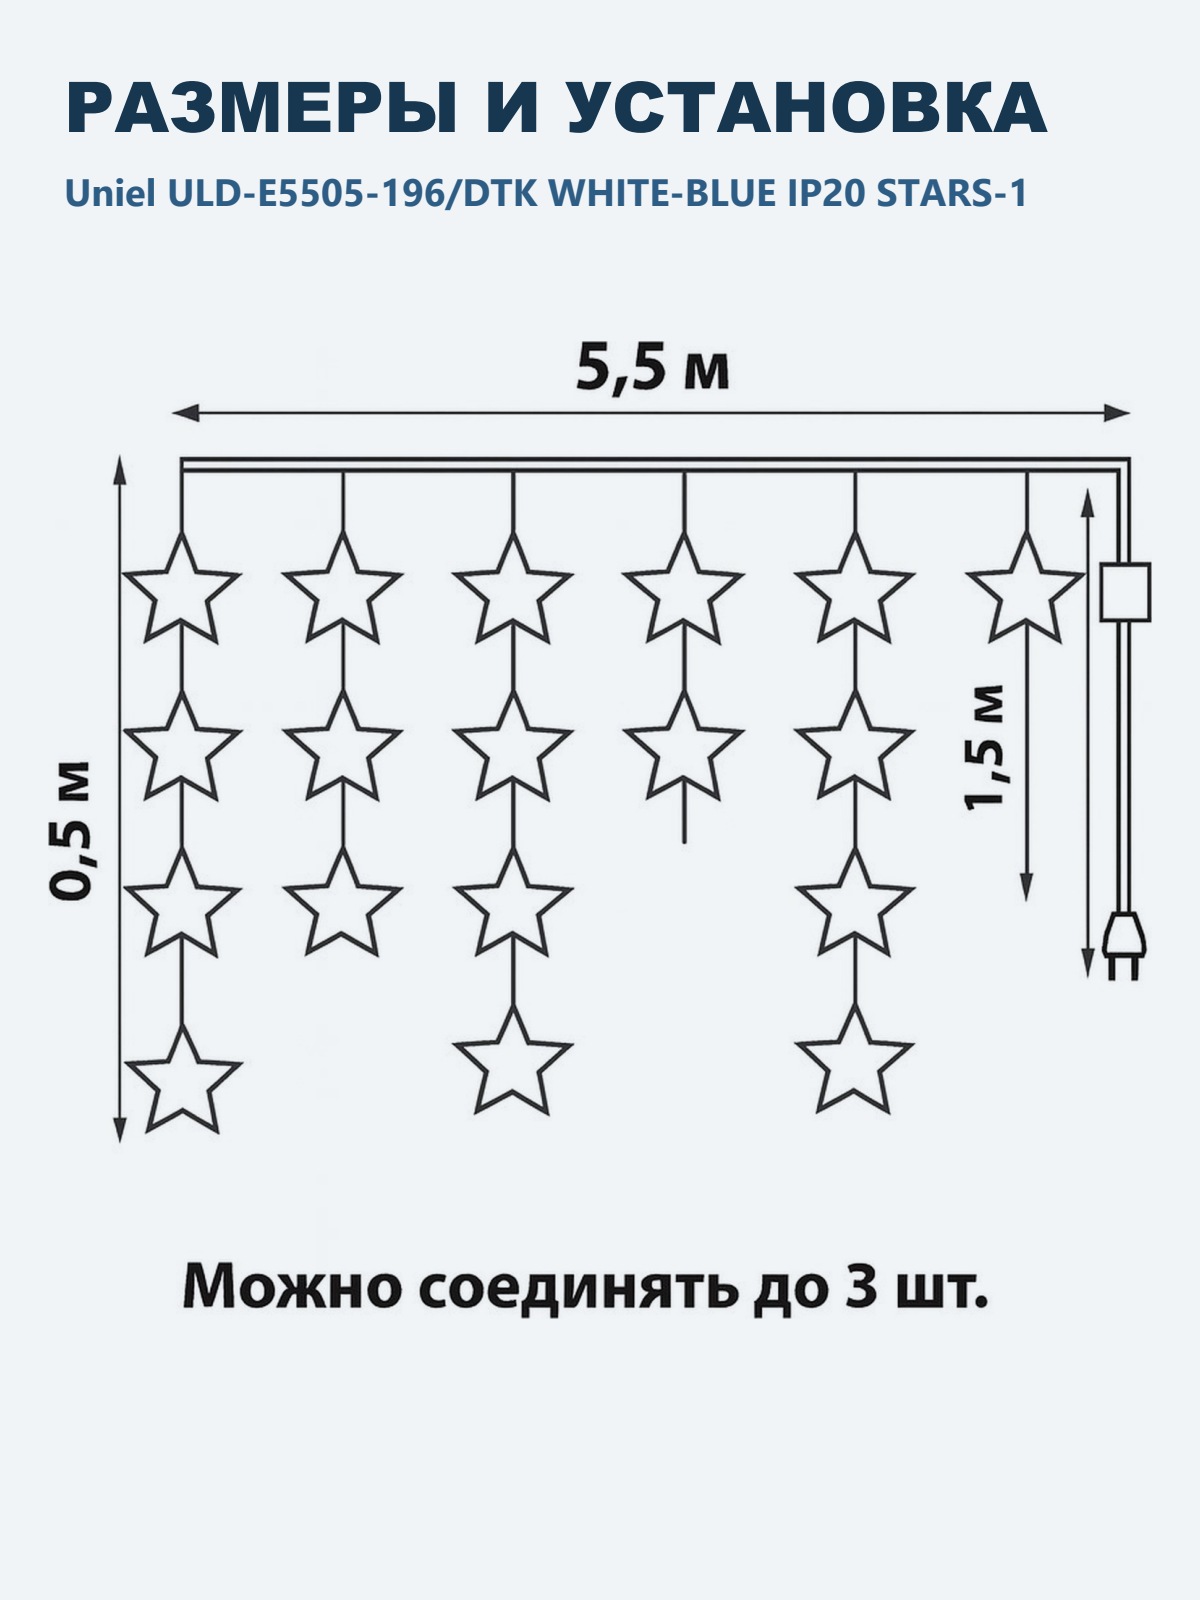 РАЗМЕРЫ И УСТАНОВКА
Uniel ULD-E5505-196/DTK WHITE-BLUE IP20 STARS-1
5,5 м
0,5 м
1,5 м
Можно соединять до 3 шт.